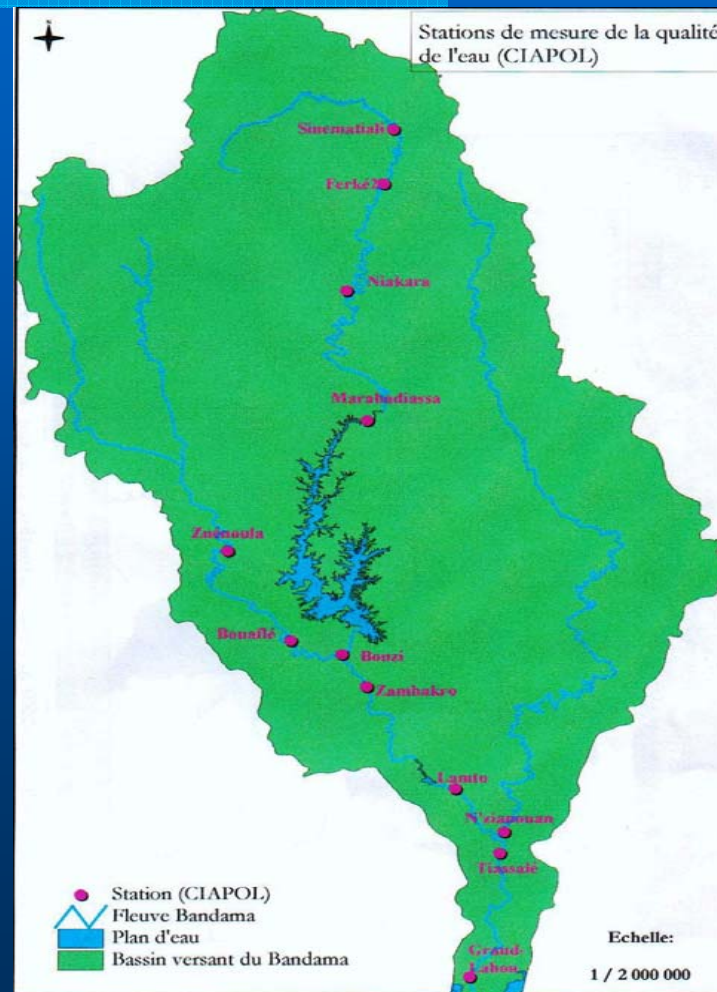 Stations de mesure de la qualité
de l'eau (CIAPOL)
Sinematiali
Ferké2
Niakara
Marabadiassa
Zuénoula
Bouaflé
Bouzi
Zambakro
Lamto
N'zianouan
Tiassalé
Grand-
Lahou
Station (CIAPOL)
Fleuve Bandama
Plan d'eau
Bassin versant du Bandama
Echelle:
1 / 2 000 000